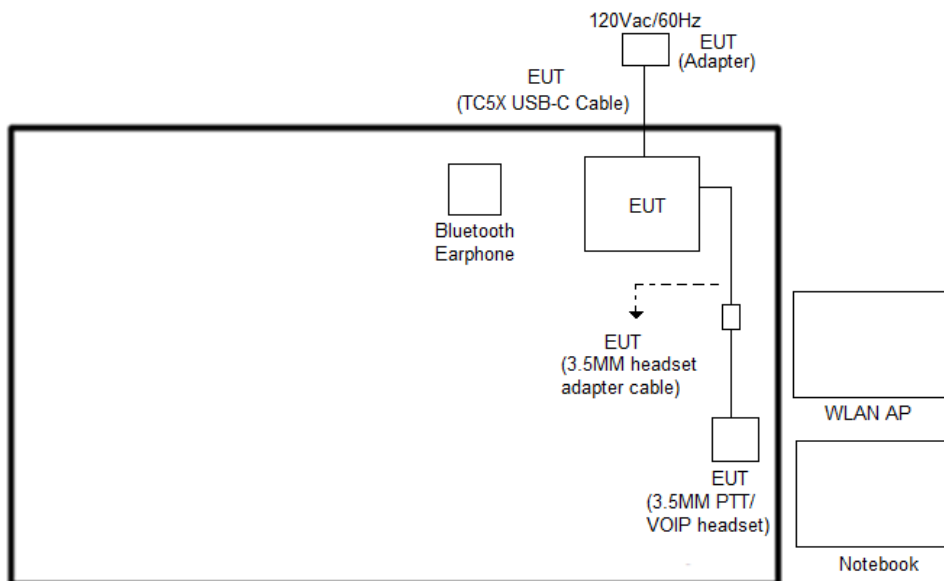 120Vac/60Hz
EUT
(Adapter)
EUT
(TC5X USB-C Cable)
EUT
Bluetooth
Earphone
EUT
(3.5MM headset
adapter cable)
WLAN AP
EUT
(3.5MM PTT/
VOIP headset)
Notebook